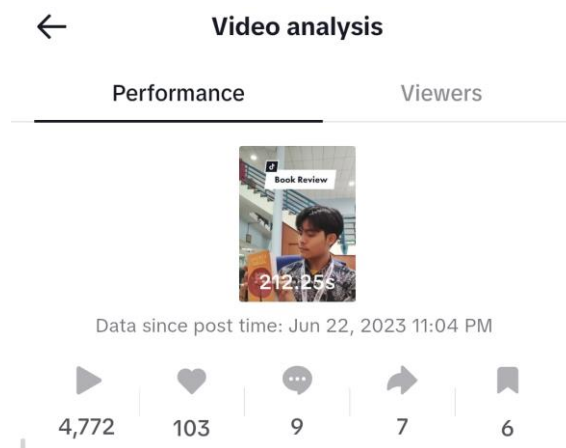 Video analysis
Performance
Viewers
Book Review
212.25s
Data since post time: Jun 22, 2023 11:04 PM
4,772
103
9
7
6